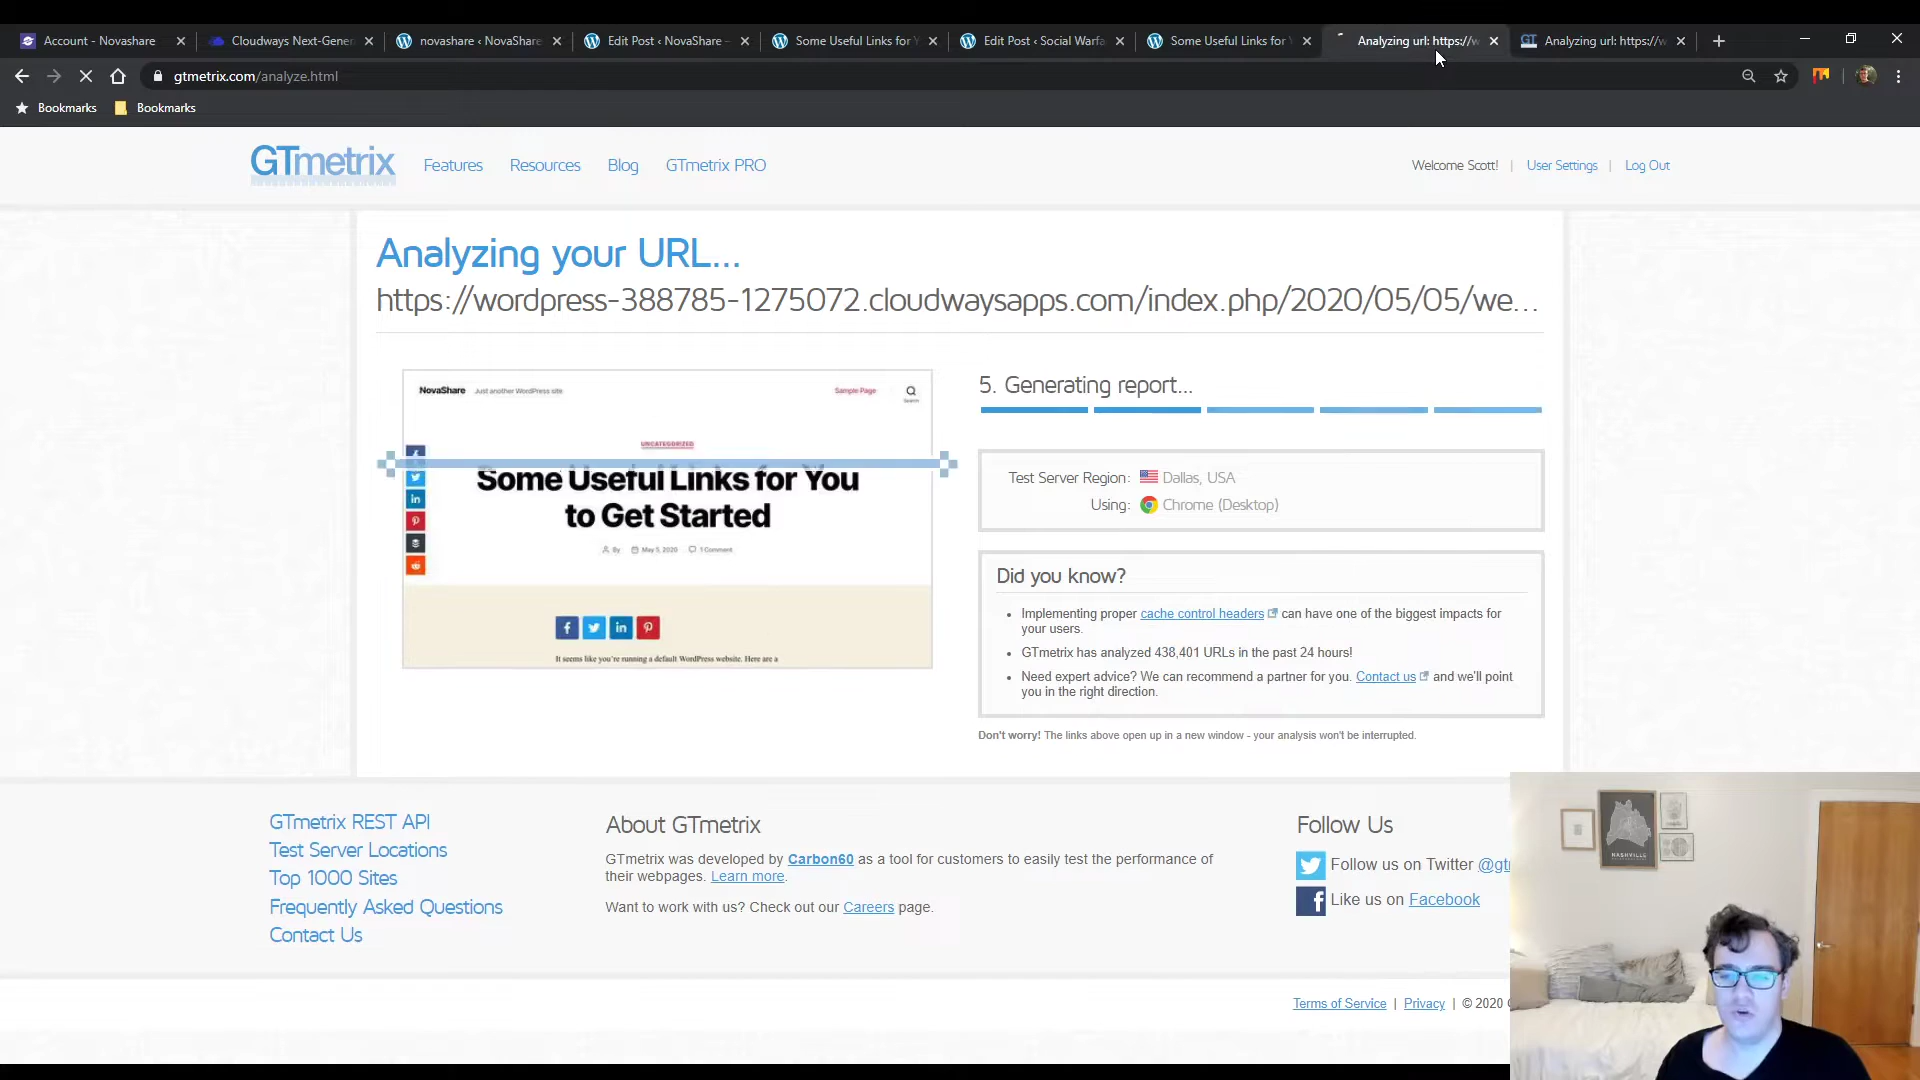 Account - Novashare
Cloudways Next-Gene
novashare ‹ NovaShare
Edit Post ‹ NovaShare –
Some Useful Links for Y
Edit Post ‹ Social Warfa
Some Useful Links for
Analyzing url: https://w
GT Analyzing url: https://w
gtmetrix.com/analyze.html
Bookmarks
Bookmarks
GTmetrix
Features
Resources
Blog
GTmetrix PRO
Welcome Scott! | User Settings | Log Out
Analyzing your URL...
https://wordpress-388785-1275072.cloudwaysapps.com/index.php/2020/05/05/we...
NovaShare
Just another WordPress site
Sample Page
Search
UNCATEGORIZED
Some Useful Links for You
to Get Started
By
May 5, 2020
1 Comment
It seems like you're running a default WordPress website. Here are a
5. Generating report...
Test Server Region: Dallas, USA
Using: Chrome (Desktop)
Did you know?
• Implementing proper cache control headers can have one of the biggest impacts for
your users.
• GTmetrix has analyzed 438,401 URLs in the past 24 hours!
• Need expert advice? We can recommend a partner for you. Contact us and we'll point
you in the right direction.
Don't worry! The links above open up in a new window - your analysis won't be interrupted.
GTmetrix REST API
Test Server Locations
Top 1000 Sites
Frequently Asked Questions
Contact Us
About GTmetrix
GTmetrix was developed by Carbon60 as a tool for customers to easily test the performance of
their webpages. Learn more.
Want to work with us? Check out our Careers page.
Follow Us
Follow us on Twitter @gt
Like us on Facebook
Terms of Service | Privacy | © 2020
NASHVILLE